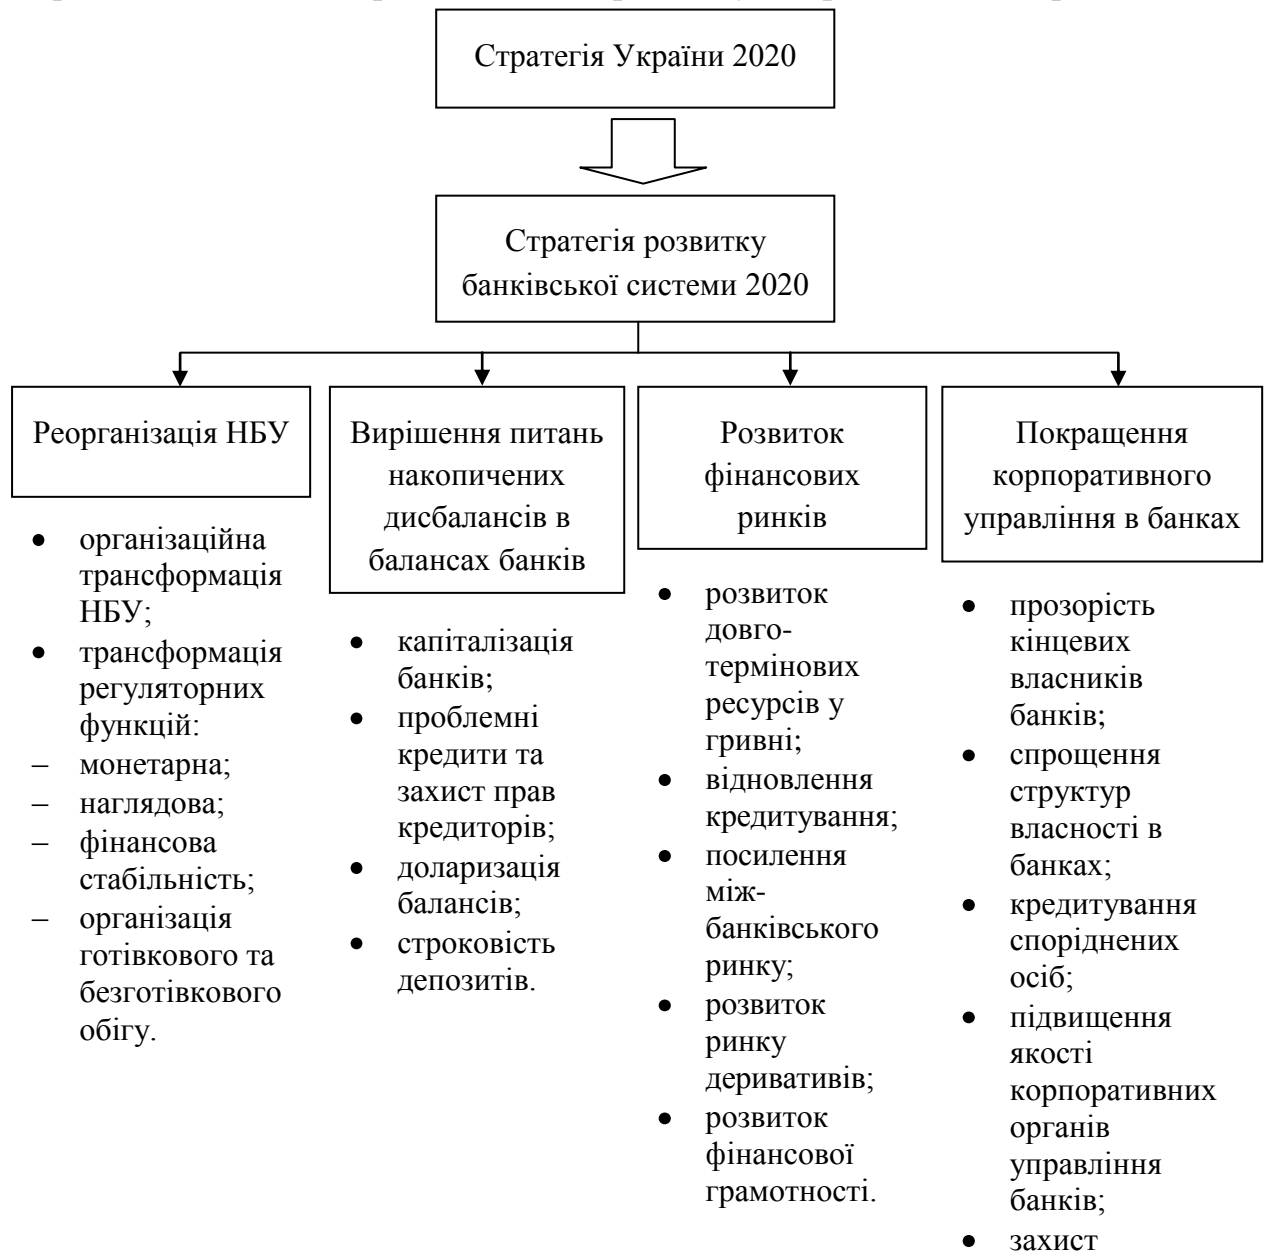 Стратегія України 2020
Стратегія розвитку
банківської системи 2020
Реорганізація НБУ
• організаційна
трансформація
НБУ;
• трансформація
регуляторних
функцій:
– монетарна;
– наглядова;
– фінансова
стабільність;
– організація
готівкового та
безготівкового
обігу.
Вирішення питань
накопичених
дисбалансів в
балансах банків
• капіталізація
банків;
• проблемні
кредити та
захист прав
кредиторів;
• доларизація
балансів;
• строковість
депозитів.
Розвиток
фінансових
ринків
• розвиток
довго-
термінових
ресурсів у
гривні;
• відновлення
кредитування;
• посилення
між-
банківського
ринку;
• розвиток
ринку
деривативів;
• розвиток
фінансової
грамотності.
Покращення
корпоративного
управління в банках
• прозорість
кінцевих
власників
банків;
• спрощення
структур
власності в
банках;
• кредитування
споріднених
осіб;
• підвищення
якості
корпоративних
органів
управління
банків;
• захист